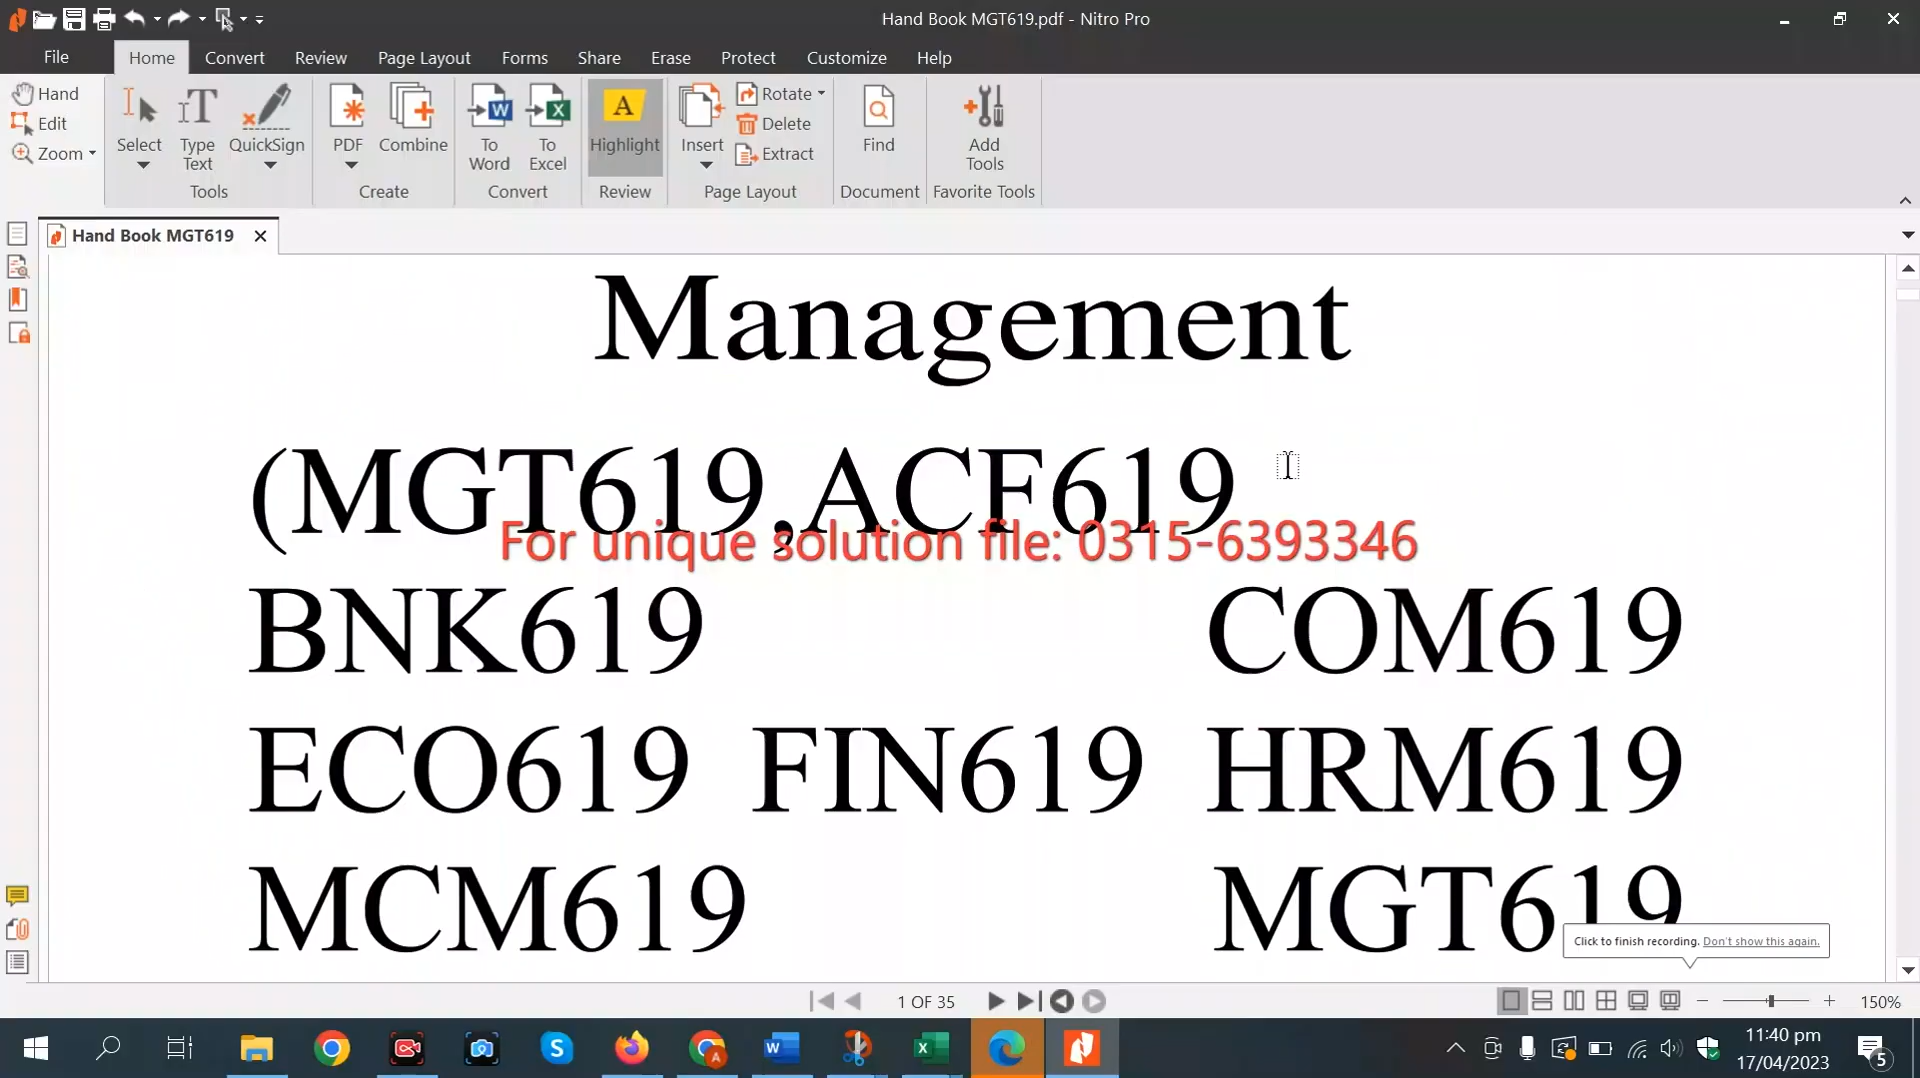 Hand Book MGT619.pdf - Nitro Pro
File Home Convert Review Page Layout Forms Share Erase Protect Customize Help
Hand
Edit
Zoom
Select
Type Text
QuickSign
Tools
PDF
Combine
Create
To Word
To Excel
Convert
A
Highlight
Review
Insert
Rotate
Delete
Extract
Page Layout
Find
Document
Add Tools
Favorite Tools
Hand Book MGT619
Management
(MGT619,ACF619
For unique solution file: 0315-6393346
BNK619 COM619
ECO619 FIN619 HRM619
MCM619 MGT619
Click to finish recording. Don't show this again.
1 OF 35
150%
11:40 pm
17/04/2023
5